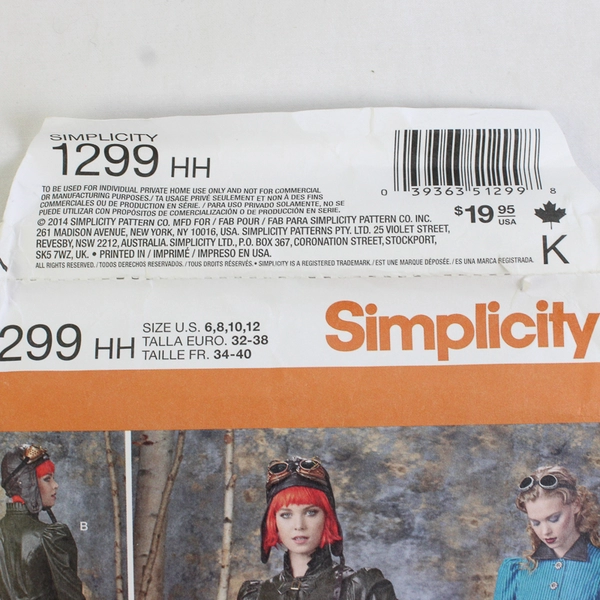 SIMPLICITY
1299 HH
TO BE USED FOR INDIVIDUAL PRIVATE HOME USE ONLY AND NOT FOR COMMERCIAL
OR MANUFACTURING PURPOSES./ TA USAGE PRIVÉ SEULEMENT ET NON À DES FINS
COMMERCIALES OU DE PRODUCTION EN SÉRIE. / PARA USO PRIVADO SOLAMENTE, NO SE
PUEDE UTILIZAR CON PROPÓSITOS DE COMERCIALIZACIÓN O DE PRODUCCIÓN EN SERIE.
© 2014 SIMPLICITY PATTERN CO, MFD FOR / FAB POUR / FAB PARA SIMPLICITY PATTERN CO. INC.
261 MADISON AVENUE, NEW YORK, NY 10016, USA. SIMPLICITY PATTERNS PTY. LTD. 25 VIOLET STREET,
REVESBY, NSW 2212, AUSTRALIA. SIMPLICITY LTD., P.O. BOX 367, CORONATION STREET, STOCKPORT,
SK5 7WZ, UK. • PRINTED IN / IMPRIMÉ / IMPRESO EN USA.
ALL RIGHTS RESERVED. /TODOS DERECHOS RESERVADOS. / TOUS DROITS RÉSERVÉS. • SIMPLICITY IS A REGISTERED TRADEMARK./ EST UNE MARQUE DÉPOSÉE. / ES UNA MARCA REGISTRADA.
0 39363 51299 8
$19 95 USA
K
299 HH
SIZE U.S. 6,8,10,12
TALLA EURO. 32-38
TAILLE FR. 34-40
Simplicity
B